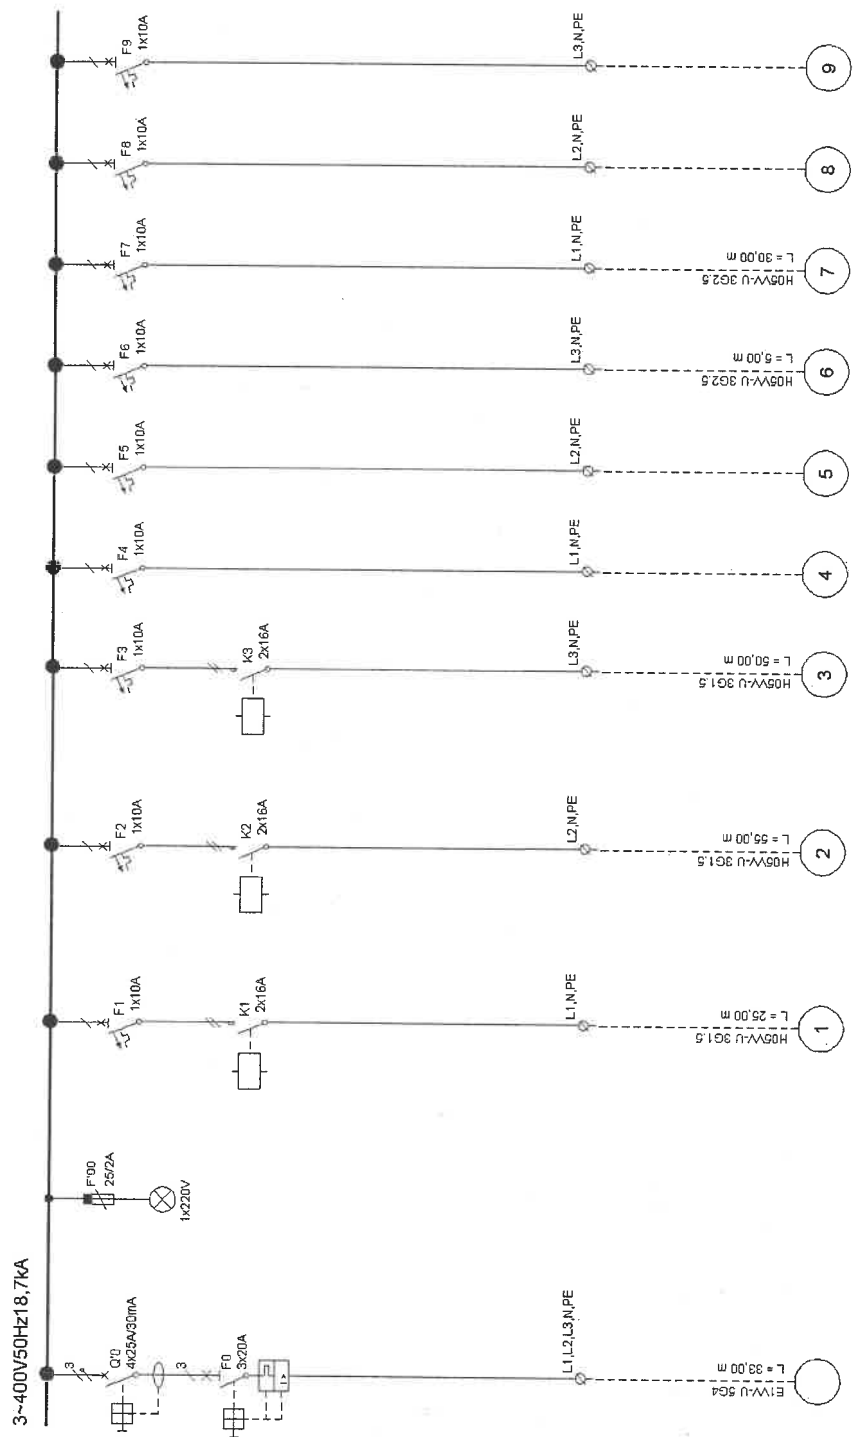 3~400V50Hz18,7kA
3
Q'0
4x25A/30mA
3
F0
3x20A
L1,L2,L3,N,PE
E1VV-U 5G4
L = 33,00 m
F'00
25/2A
1x220V
F1
1x10A
K1
2x16A
L1,N,PE
H05VV-U 3G1.5
L = 25,00 m
1
F2
1x10A
K2
2x16A
L2,N,PE
H05VV-U 3G1.5
L = 55,00 m
2
F3
1x10A
K3
2x16A
L3,N,PE
H05VV-U 3G1.5
L = 50,00 m
3
F4
1x10A
L1,N,PE
4
F5
1x10A
L2,N,PE
5
F6
1x10A
L3,N,PE
H05VV-U 3G2.5
L = 5,00 m
6
F7
1x10A
L1,N,PE
H05VV-U 3G2.5
L = 30,00 m
7
F8
1x10A
L2,N,PE
8
F9
1x10A
L3,N,PE
9